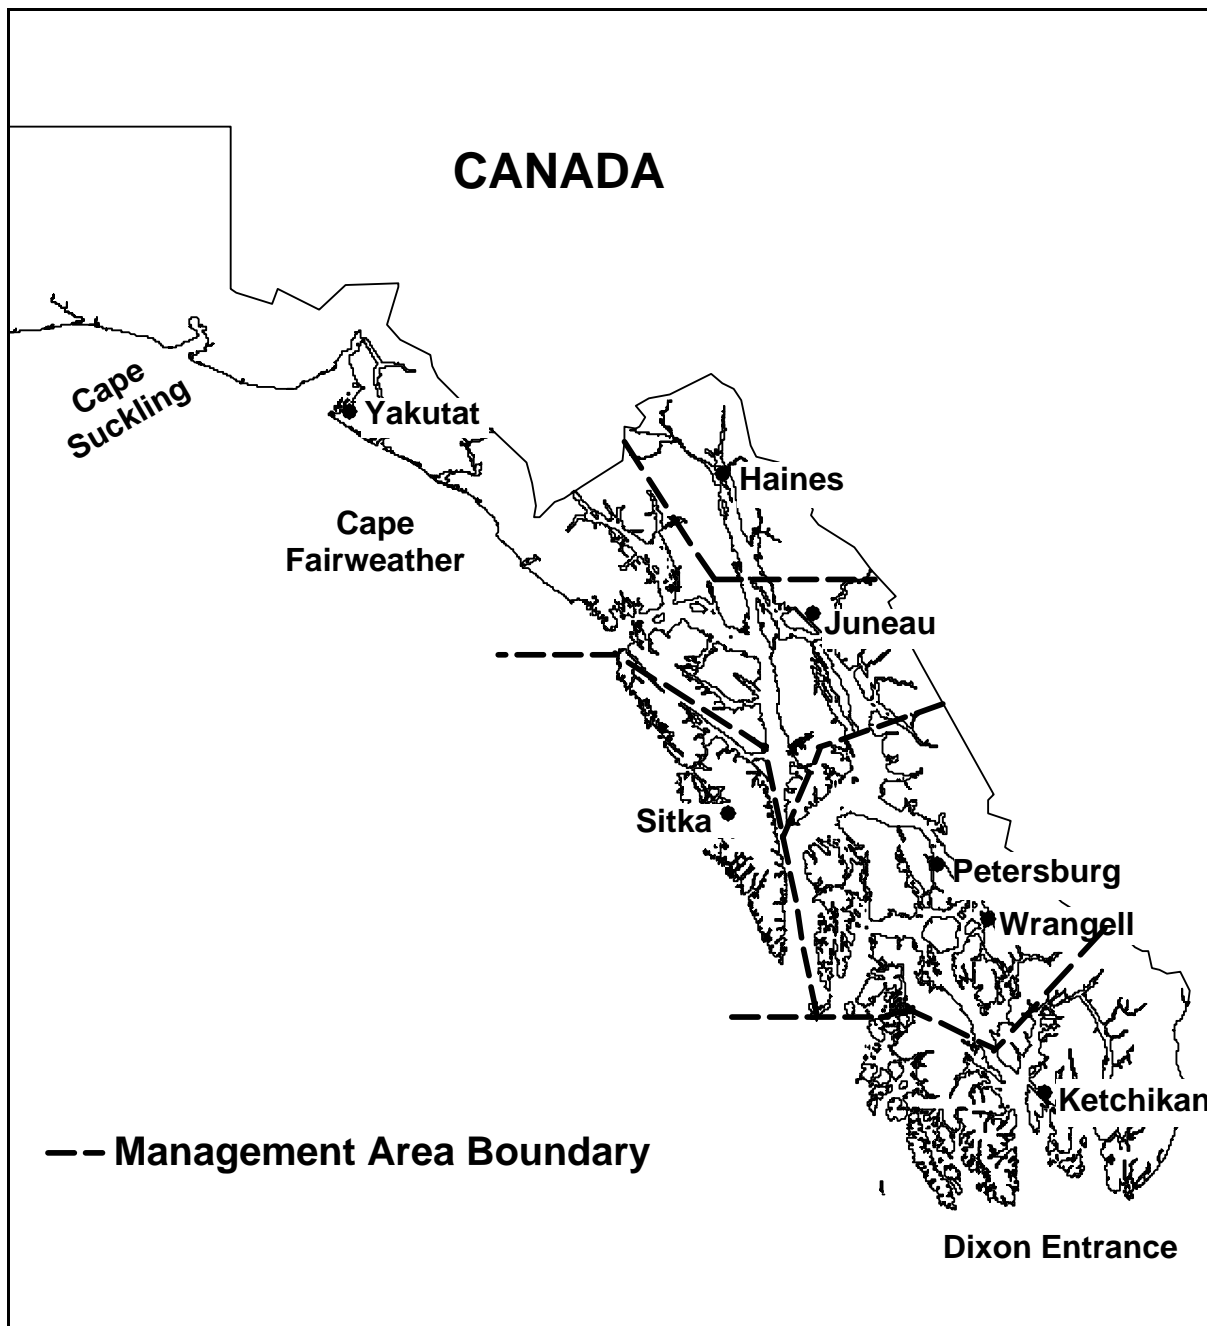 CANADA
Cape
Suckling
Yakutat
Haines
Cape
Fairweather
Juneau
Sitka
Petersburg
Wrangell
Ketchikan
Management Area Boundary
Dixon Entrance